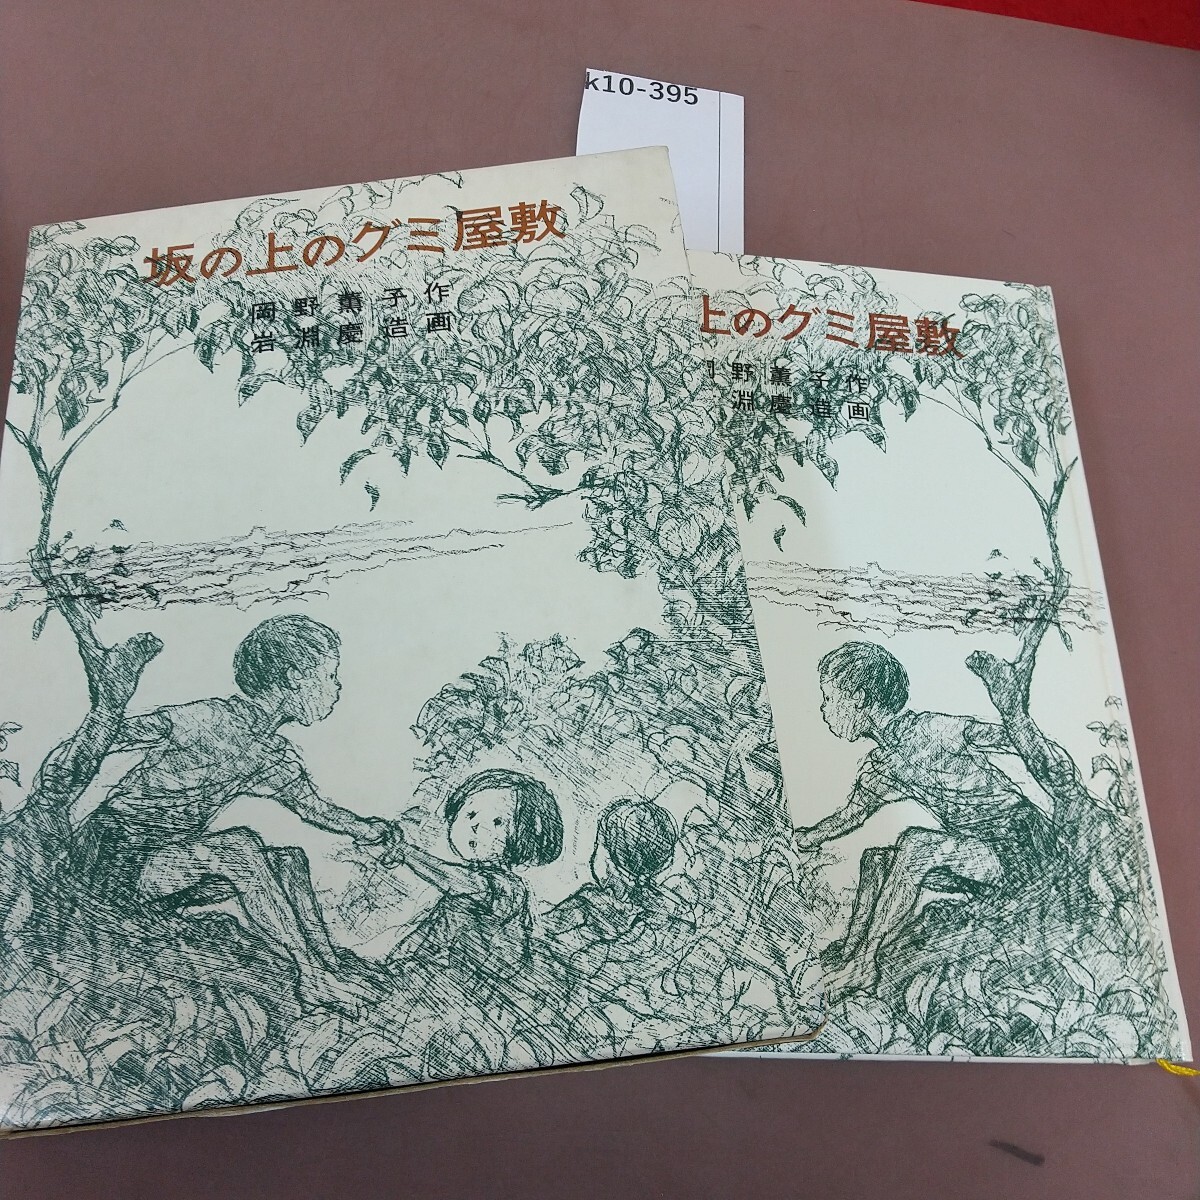 k10-395
坂の上のグミ屋敷
岡野薫子作
岩淵慶造画
上のグミ屋敷
野薫子作
淵慶造画